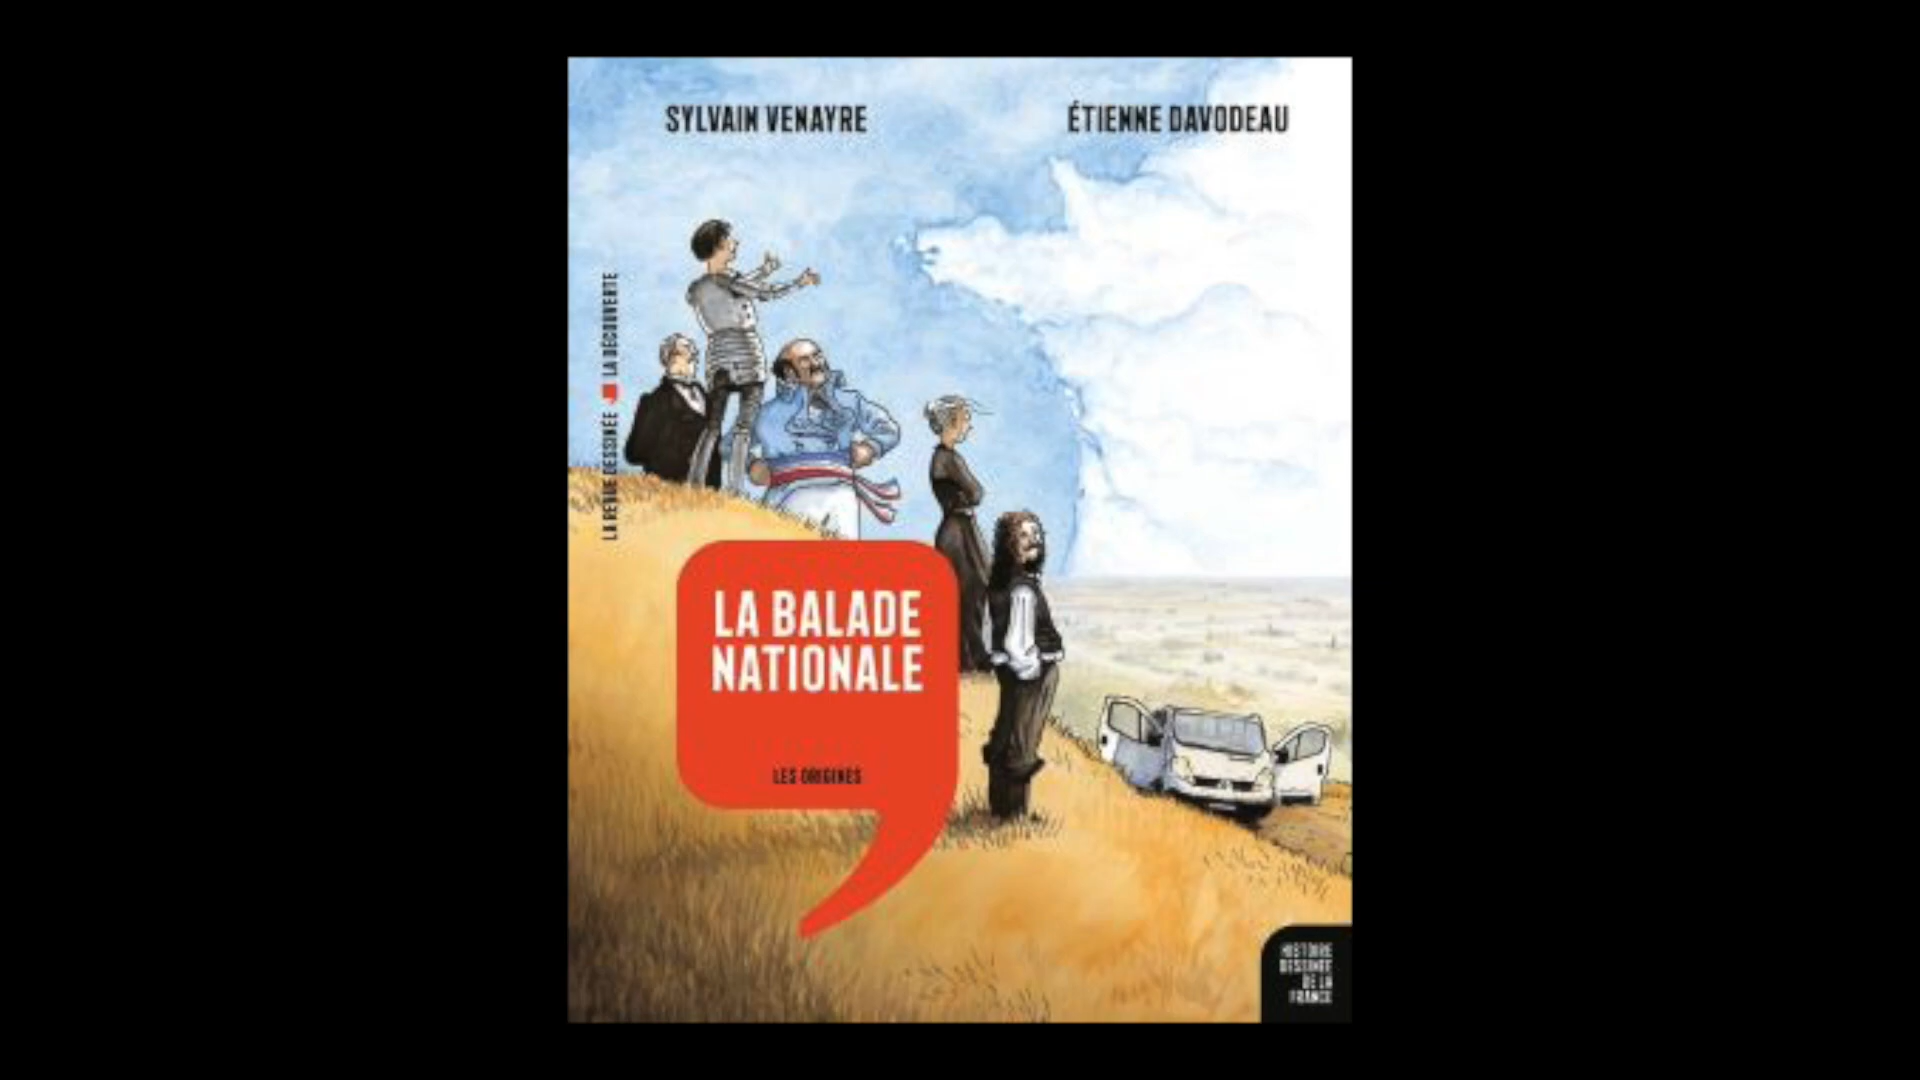 SYLVAIN VENAYRE
ÉTIENNE DAVODEAU
LA REVUE DESSINÉE LA DÉCOUVERTE
LA BALADE
NATIONALE
LES ORIGINES
HISTOIRE
DESSINÉE
DE LA
FRANCE